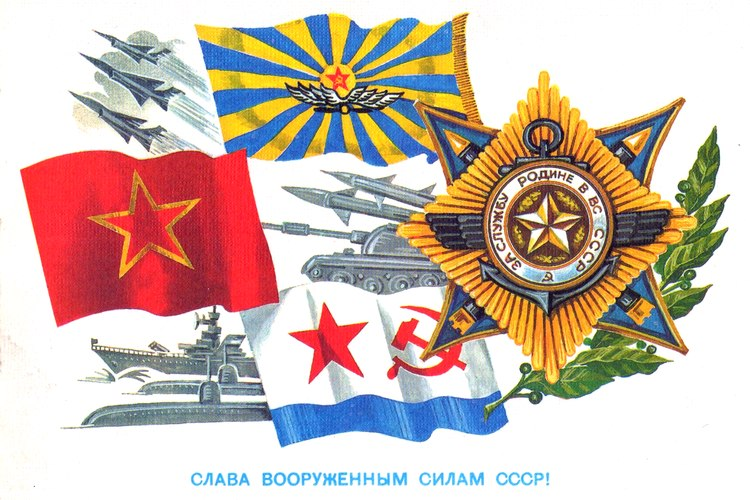 ЗА СЛУЖБУ РОДИНЕ В ВС СССР
СЛАВА ВООРУЖЕННЫМ СИЛАМ СССР!